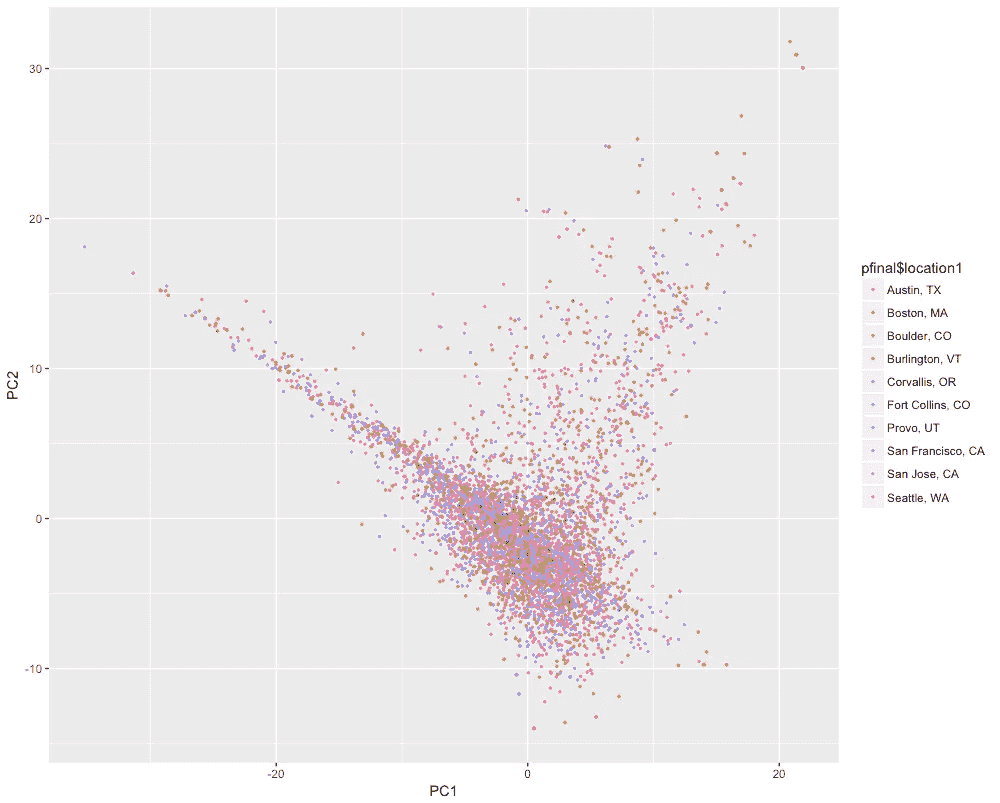 30
20
10
0
-10
PC2
-20
0
20
PC1
pfinal$location1
Austin, TX
Boston, MA
Boulder, CO
Burlington, VT
Corvallis, OR
Fort Collins, CO
Provo, UT
San Francisco, CA
San Jose, CA
Seattle, WA